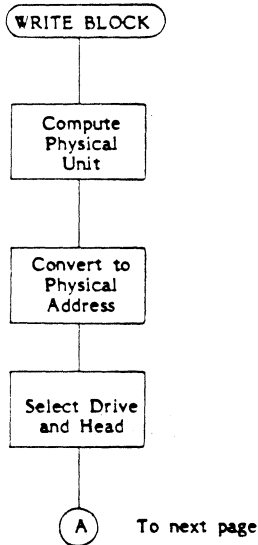 WRITE BLOCK
Compute
Physical
Unit
Convert to
Physical
Address
Select Drive
and Head
A To next page